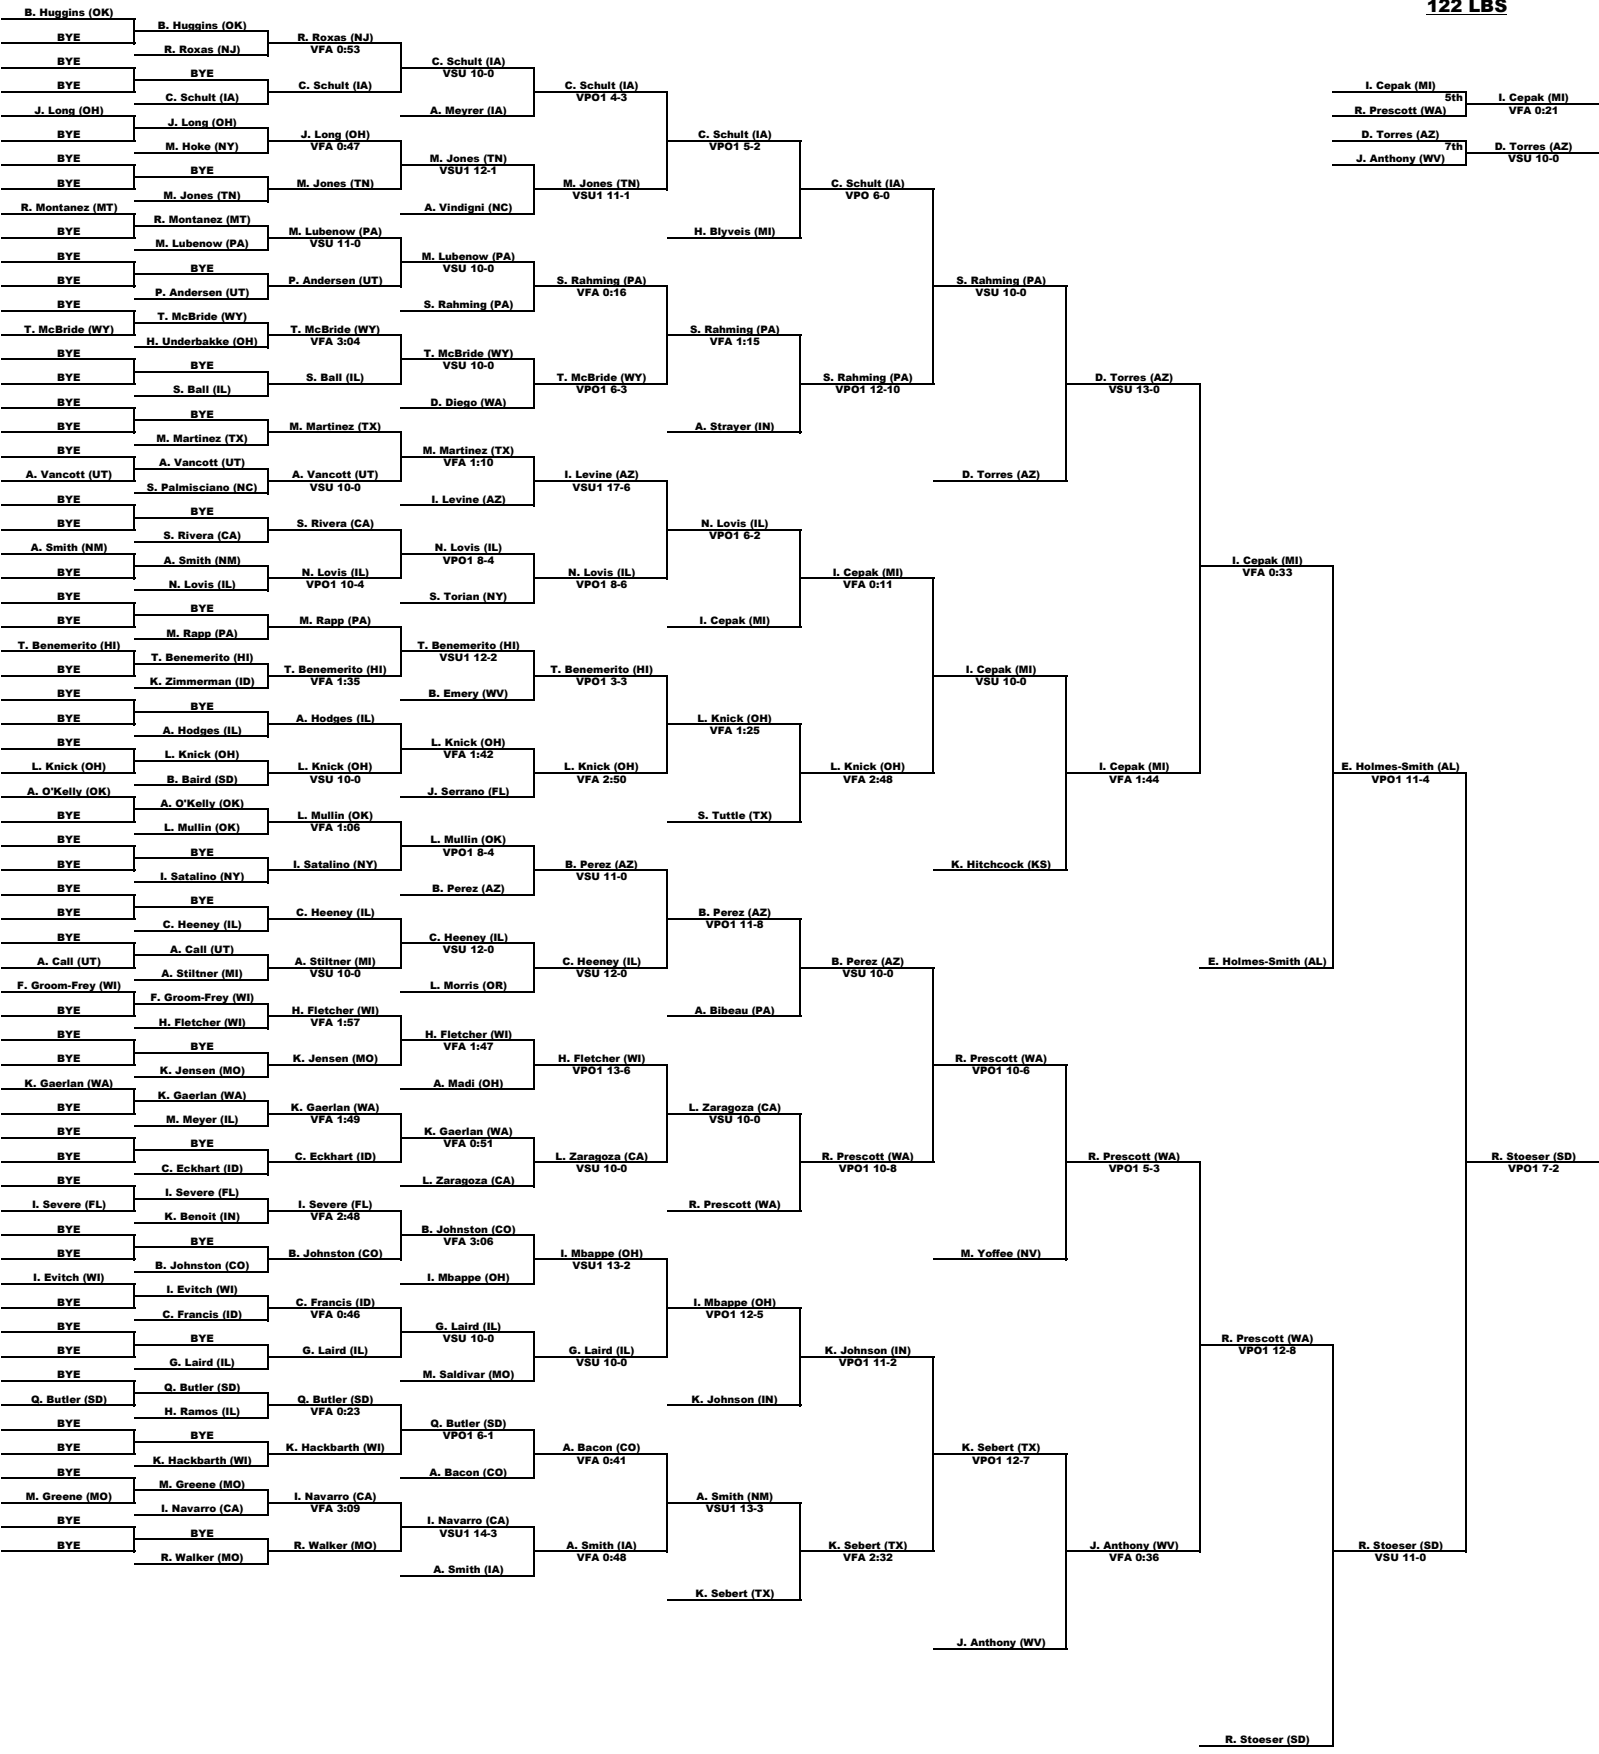 122 LBS
B. Huggins (OK)
BYE
BYE
BYE
J. Long (OH)
BYE
BYE
BYE
R. Montanez (MT)
BYE
BYE
BYE
BYE
T. McBride (WY)
BYE
BYE
BYE
BYE
BYE
A. Vancott (UT)
BYE
BYE
A. Smith (NM)
BYE
BYE
BYE
T. Benemerito (HI)
BYE
BYE
BYE
BYE
L. Knick (OH)
A. O'Kelly (OK)
BYE
BYE
BYE
BYE
BYE
BYE
A. Call (UT)
F. Groom-Frey (WI)
BYE
BYE
BYE
K. Gaerlan (WA)
BYE
BYE
BYE
BYE
I. Severe (FL)
BYE
BYE
I. Evitch (WI)
BYE
BYE
BYE
BYE
Q. Butler (SD)
BYE
BYE
BYE
M. Greene (MO)
BYE
BYE
B. Huggins (OK)
R. Roxas (NJ)
BYE
C. Schult (IA)
J. Long (OH)
M. Hoke (NY)
BYE
M. Jones (TN)
R. Montanez (MT)
M. Lubenow (PA)
BYE
P. Andersen (UT)
T. McBride (WY)
H. Underbakke (OH)
BYE
S. Ball (IL)
BYE
M. Martinez (TX)
A. Vancott (UT)
S. Palmisciano (NC)
BYE
S. Rivera (CA)
A. Smith (NM)
N. Lovis (IL)
BYE
M. Rapp (PA)
T. Benemerito (HI)
K. Zimmerman (ID)
BYE
A. Hodges (IL)
L. Knick (OH)
B. Baird (SD)
A. O'Kelly (OK)
L. Mullin (OK)
BYE
I. Satalino (NY)
BYE
C. Heeney (IL)
A. Call (UT)
A. Stiltner (MI)
F. Groom-Frey (WI)
H. Fletcher (WI)
BYE
K. Jensen (MO)
K. Gaerlan (WA)
M. Meyer (IL)
BYE
C. Eckhart (ID)
I. Severe (FL)
K. Benoit (IN)
BYE
B. Johnston (CO)
I. Evitch (WI)
C. Francis (ID)
BYE
G. Laird (IL)
Q. Butler (SD)
H. Ramos (IL)
BYE
K. Hackbarth (WI)
M. Greene (MO)
I. Navarro (CA)
BYE
R. Walker (MO)
R. Roxas (NJ)
VFA 0:53
C. Schult (IA)
J. Long (OH)
VFA 0:47
M. Jones (TN)
M. Lubenow (PA)
VSU 11-0
P. Andersen (UT)
T. McBride (WY)
VFA 3:04
S. Ball (IL)
M. Martinez (TX)
A. Vancott (UT)
VSU 10-0
S. Rivera (CA)
N. Lovis (IL)
VPO1 10-4
M. Rapp (PA)
T. Benemerito (HI)
VFA 1:35
A. Hodges (IL)
L. Knick (OH)
VSU 10-0
L. Mullin (OK)
VFA 1:06
I. Satalino (NY)
C. Heeney (IL)
A. Stiltner (MI)
VSU 10-0
H. Fletcher (WI)
VFA 1:57
K. Jensen (MO)
K. Gaerlan (WA)
VFA 1:49
C. Eckhart (ID)
I. Severe (FL)
VFA 2:48
B. Johnston (CO)
C. Francis (ID)
VFA 0:46
G. Laird (IL)
Q. Butler (SD)
VFA 0:23
K. Hackbarth (WI)
I. Navarro (CA)
VFA 3:09
R. Walker (MO)
C. Schult (IA)
VSU 10-0
A. Meyrer (IA)
M. Jones (TN)
VSU1 12-1
A. Vindigni (NC)
M. Lubenow (PA)
VSU 10-0
S. Rahming (PA)
T. McBride (WY)
VSU 10-0
D. Diego (WA)
M. Martinez (TX)
VFA 1:10
I. Levine (AZ)
N. Lovis (IL)
VPO1 8-4
S. Torian (NY)
T. Benemerito (HI)
VSU1 12-2
B. Emery (WV)
L. Knick (OH)
VFA 1:42
J. Serrano (FL)
L. Mullin (OK)
VPO1 8-4
B. Perez (AZ)
C. Heeney (IL)
VSU 12-0
L. Morris (OR)
H. Fletcher (WI)
VFA 1:47
A. Madi (OH)
K. Gaerlan (WA)
VFA 0:51
L. Zaragoza (CA)
B. Johnston (CO)
VFA 3:06
I. Mbappe (OH)
G. Laird (IL)
VSU 10-0
M. Saldivar (MO)
Q. Butler (SD)
VPO1 6-1
A. Bacon (CO)
I. Navarro (CA)
VSU1 14-3
A. Smith (IA)
C. Schult (IA)
VPO1 4-3
M. Jones (TN)
VSU1 11-1
S. Rahming (PA)
VFA 0:16
T. McBride (WY)
VPO1 6-3
I. Levine (AZ)
VSU1 17-6
N. Lovis (IL)
VPO1 8-6
T. Benemerito (HI)
VPO1 3-3
L. Knick (OH)
VFA 2:50
B. Perez (AZ)
VSU 11-0
C. Heeney (IL)
VSU 12-0
H. Fletcher (WI)
VPO1 13-6
L. Zaragoza (CA)
VSU 10-0
I. Mbappe (OH)
VSU1 13-2
G. Laird (IL)
VSU 10-0
A. Bacon (CO)
VFA 0:41
A. Smith (IA)
VFA 0:48
C. Schult (IA)
VPO1 5-2
H. Blyveis (MI)
S. Rahming (PA)
VFA 1:15
A. Strayer (IN)
N. Lovis (IL)
VPO1 6-2
I. Cepak (MI)
L. Knick (OH)
VFA 1:25
S. Tuttle (TX)
B. Perez (AZ)
VPO1 11-8
A. Bibeau (PA)
L. Zaragoza (CA)
VSU 10-0
R. Prescott (WA)
I. Mbappe (OH)
VPO1 12-5
K. Johnson (IN)
A. Smith (NM)
VSU1 13-3
K. Sebert (TX)
C. Schult (IA)
VPO 6-0
S. Rahming (PA)
VPO1 12-10
I. Cepak (MI)
VFA 0:11
L. Knick (OH)
VFA 2:48
B. Perez (AZ)
VSU 10-0
R. Prescott (WA)
VPO1 10-8
K. Johnson (IN)
VPO1 11-2
K. Sebert (TX)
VFA 2:32
S. Rahming (PA)
VSU 10-0
D. Torres (AZ)
I. Cepak (MI)
VSU 10-0
K. Hitchcock (KS)
R. Prescott (WA)
VPO1 10-6
M. Yoffee (NV)
K. Sebert (TX)
VPO1 12-7
J. Anthony (WV)
D. Torres (AZ)
VSU 13-0
I. Cepak (MI)
VFA 1:44
R. Prescott (WA)
VPO1 5-3
J. Anthony (WV)
VFA 0:36
I. Cepak (MI)
VFA 0:33
E. Holmes-Smith (AL)
R. Prescott (WA)
VPO1 12-8
R. Stoeser (SD)
E. Holmes-Smith (AL)
VPO1 11-4
R. Stoeser (SD)
VSU 11-0
R. Stoeser (SD)
VPO1 7-2
I. Cepak (MI)
5th
R. Prescott (WA)
I. Cepak (MI)
VFA 0:21
D. Torres (AZ)
7th
J. Anthony (WV)
D. Torres (AZ)
VSU 10-0